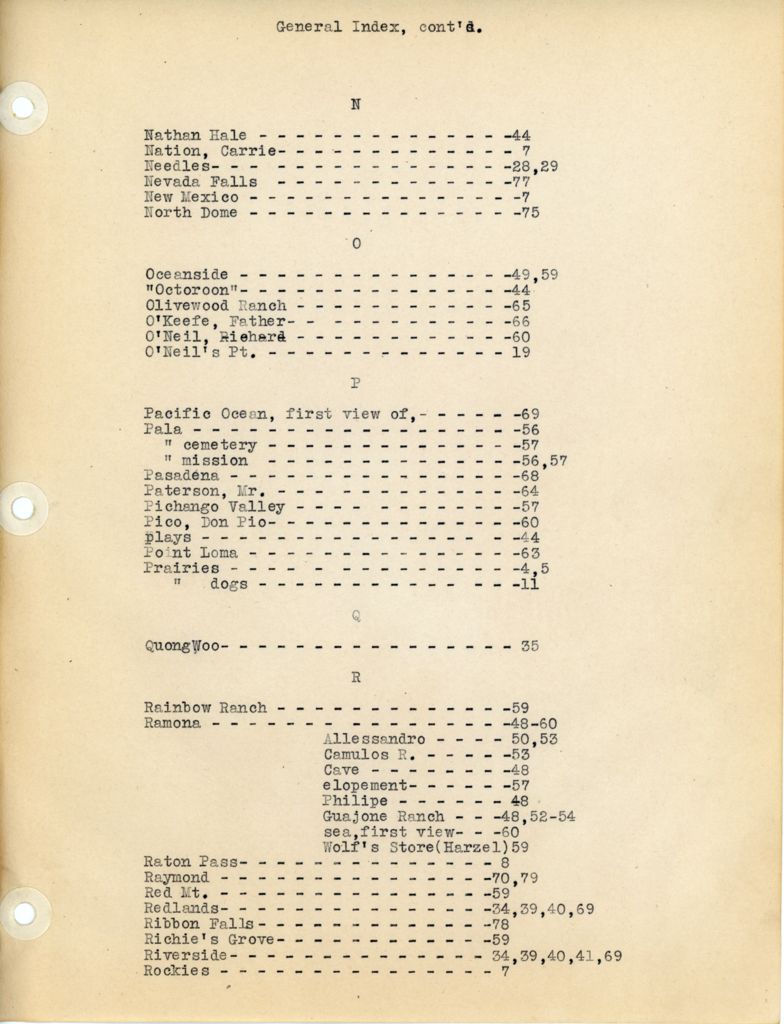 General Index, cont'd.
N
Nathan Hale - - - - - - - - - - - - - -44
Nation, Carrie- - - - - - - - - - - - - 7
Needles- - - - - - - - - - - - - - - -28,29
Nevada Falls - - - - - - - - - - - - -77
New Mexico - - - - - - - - - - - - - - -7
North Dome - - - - - - - - - - - - - - -75
O
Oceanside - - - - - - - - - - - - - - -49,59
"Octoroon"- - - - - - - - - - - - - - -44
Olivewood Ranch - - - - - - - - - - - -65
O'Keefe, Father- - - - - - - - - - - -66
O'Neil, Richard - - - - - - - - - - - -60
O'Neil's Pt. - - - - - - - - - - - - - 19
P
Pacific Ocean, first view of,- - - - - -69
Pala - - - - - - - - - - - - - - - - - -56
" cemetery - - - - - - - - - - - - - -57
" mission - - - - - - - - - - - - - -56,57
Pasadena - - - - - - - - - - - - - - - -68
Paterson, Mr. - - - - - - - - - - - - -64
Pichango Valley - - - - - - - - - - - -57
Pico, Don Pio- - - - - - - - - - - - - -60
plays - - - - - - - - - - - - - - - - -44
Point Loma - - - - - - - - - - - - - - -63
Prairies - - - - - - - - - - - - - - - -4,5
" dogs - - - - - - - - - - - - - -11
Q
QuongWoo- - - - - - - - - - - - - - - - 35
R
Rainbow Ranch - - - - - - - - - - - - -59
Ramona - - - - - - - - - - - - - - - -48-60
Allessandro - - - - 50,53
Camulos R. - - - - -53
Cave - - - - - - - -48
elopement- - - - - -57
Philipe - - - - - - 48
Guajone Ranch - - -48,52-54
sea,first view- - -60
Wolf's Store(Harzel)59
Raton Pass- - - - - - - - - - - - - - 8
Raymond - - - - - - - - - - - - - - -70,79
Red Mt. - - - - - - - - - - - - - - -59
Redlands- - - - - - - - - - - - - - -34,39,40,69
Ribbon Falls- - - - - - - - - - - - -78
Richie's Grove- - - - - - - - - - - -59
Riverside- - - - - - - - - - - - - - 34,39,40,41,69
Rockies - - - - - - - - - - - - - - - 7